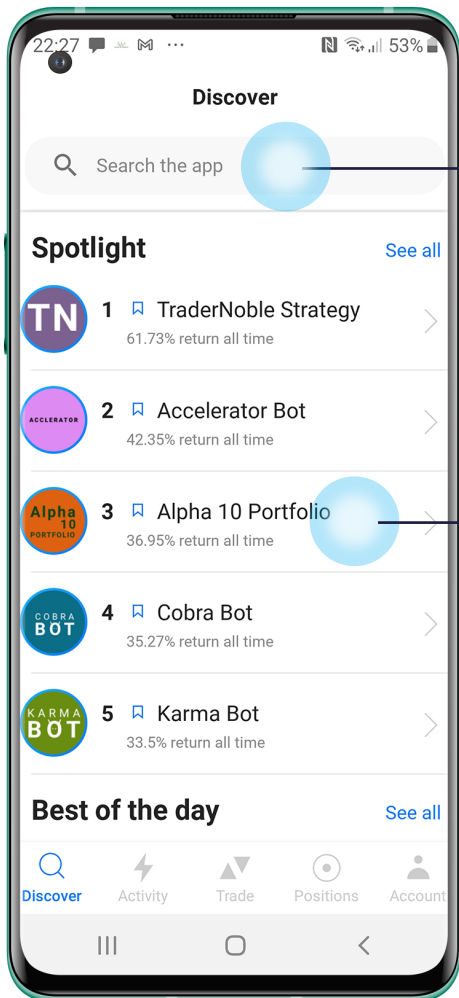 22:27 53%
Discover
Search the app
Spotlight See all
TN 1 TraderNoble Strategy
61.73% return all time
ACCLERATOR 2 Accelerator Bot
42.35% return all time
Alpha 10 PORTFOLIO 3 Alpha 10 Portfolio
36.95% return all time
COBRA BOT 4 Cobra Bot
35.27% return all time
KARMA BOT 5 Karma Bot
33.5% return all time
Best of the day See all
Discover Activity Trade Positions Account